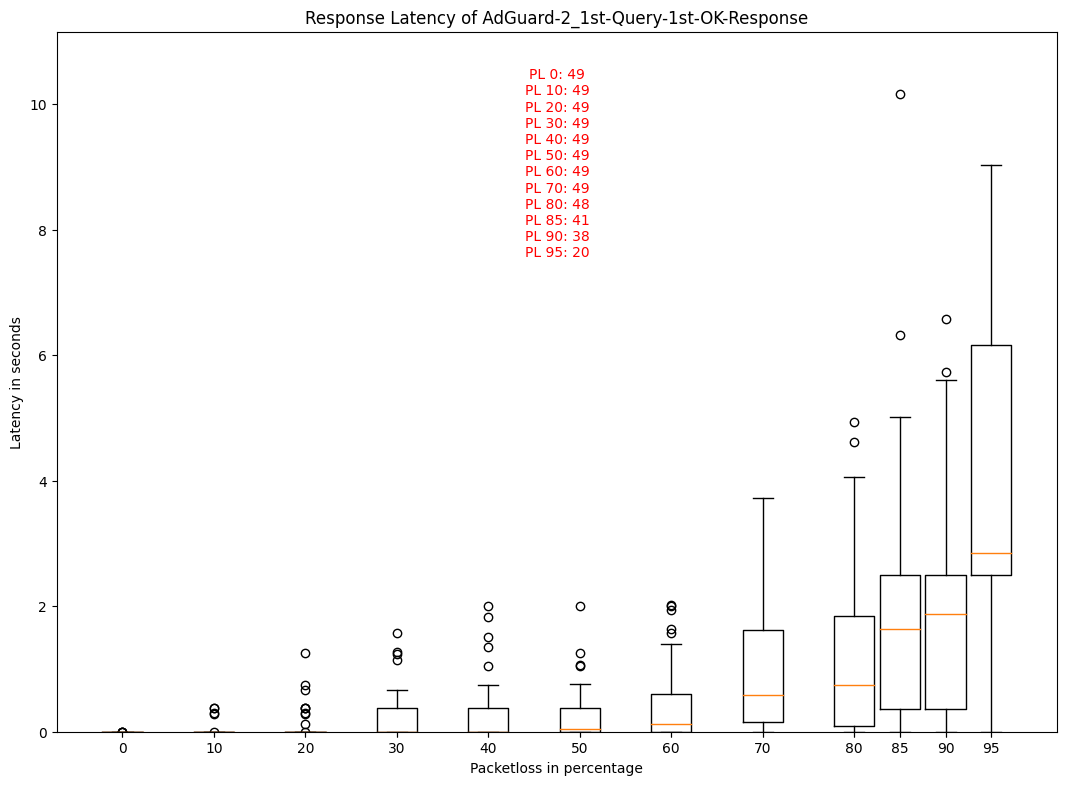 Response Latency of AdGuard-2_1st-Query-1st-OK-Response
PL 0: 49
PL 10: 49
PL 20: 49
PL 30: 49
PL 40: 49
PL 50: 49
PL 60: 49
PL 70: 49
PL 80: 48
PL 85: 41
PL 90: 38
PL 95: 20
Latency in seconds
10
8
6
4
2
0
0 10 20 30 40 50 60 70 80 85 90 95
Packetloss in percentage